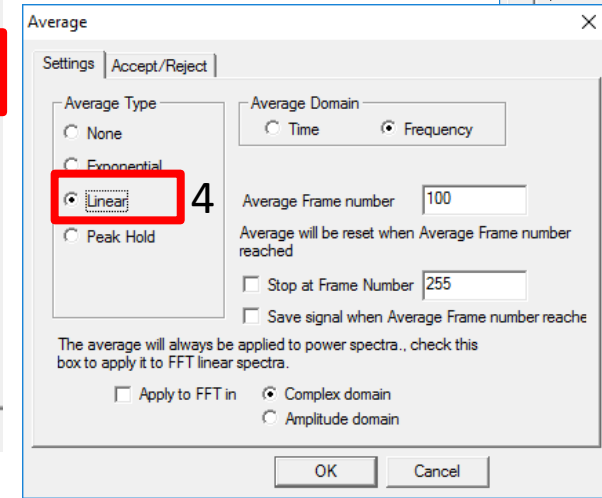 Average
Settings Accept/Reject
Average Type
None
Exponential
Linear
4
Peak Hold
Average Domain
Time Frequency
Average Frame number 100
Average will be reset when Average Frame number
reached
Stop at Frame Number 255
Save signal when Average Frame number reache
The average will always be applied to power spectra., check this
box to apply it to FFT linear spectra.
Apply to FFT in Complex domain
Amplitude domain
OK Cancel